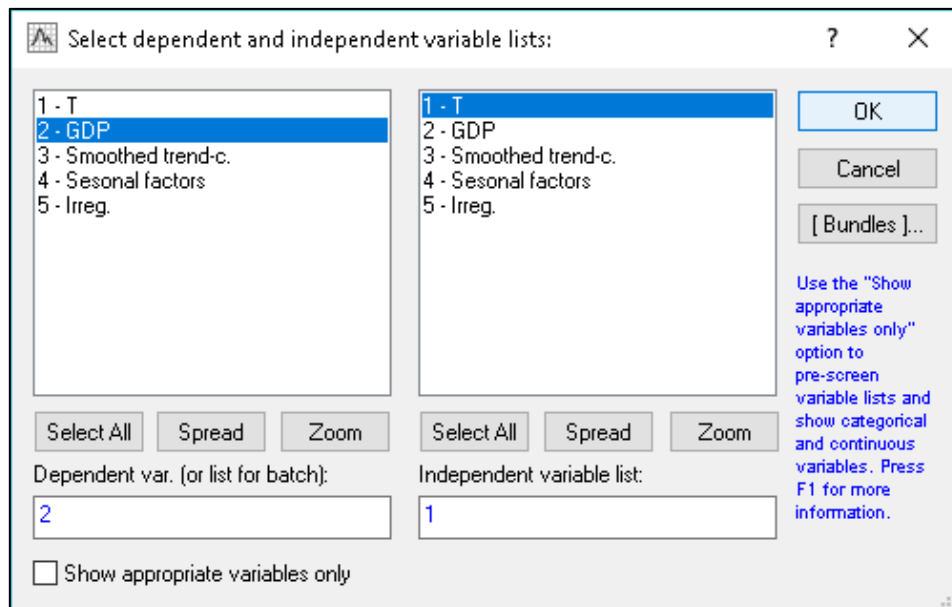 Select dependent and independent variable lists:
?
1 - T
2 - GDP
3 - Smoothed trend-c.
4 - Sesonal factors
5 - Irreg.
Select All
Spread
Zoom
Dependent var. (or list for batch):
2
1 - T
2 - GDP
3 - Smoothed trend-c.
4 - Sesonal factors
5 - Irreg.
Select All
Spread
Zoom
Independent variable list:
1
Show appropriate variables only
OK
Cancel
[ Bundles ]...
Use the "Show
appropriate
variables only"
option to
pre-screen
variable lists and
show categorical
and continuous
variables. Press
F1 for more
information.